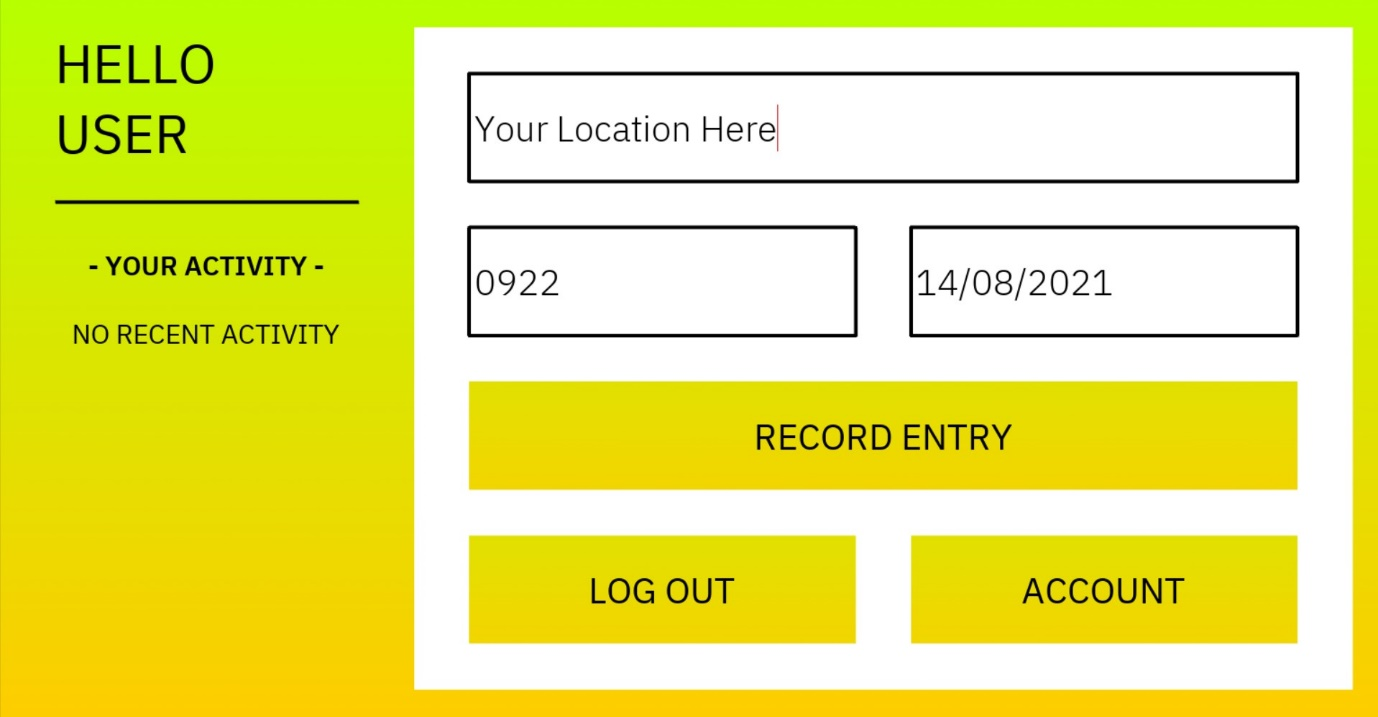 HELLO
USER
- YOUR ACTIVITY -
NO RECENT ACTIVITY
Your Location Here
0922
14/08/2021
RECORD ENTRY
LOG OUT
ACCOUNT